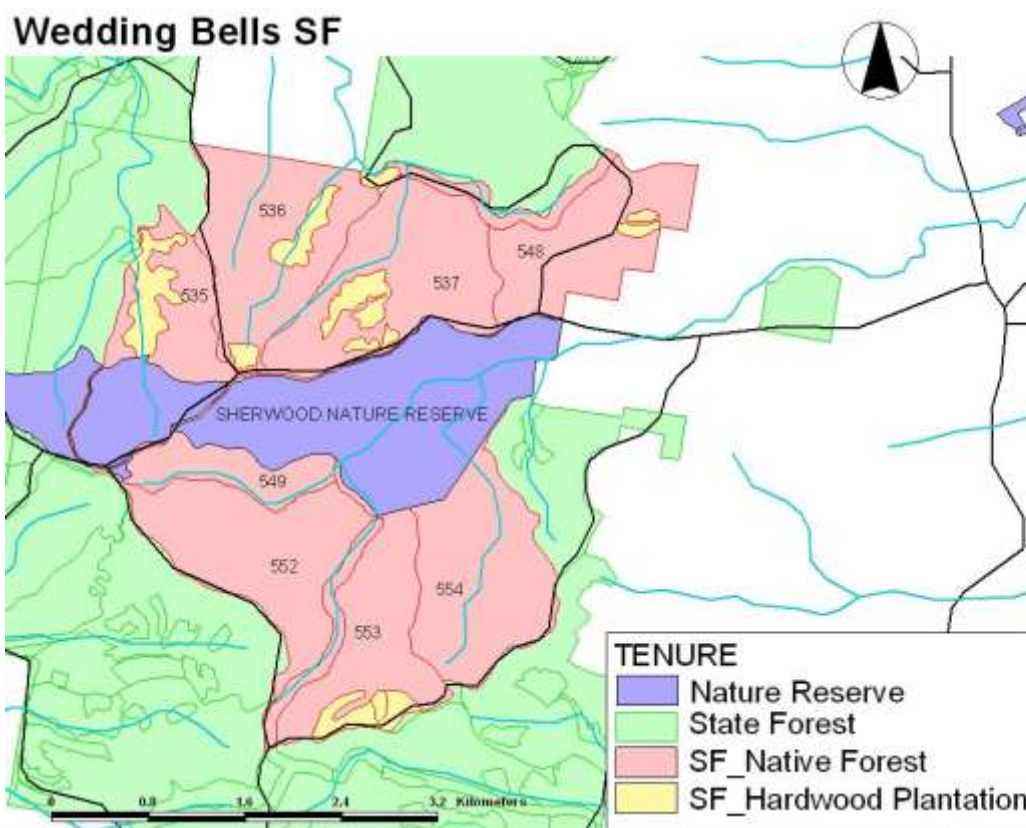 Wedding Bells SF
536
535
537
548
SHERWOOD NATURE RESERVE
549
552
554
553
TENURE
Nature Reserve
State Forest
SF_Native Forest
SF_Hardwood Plantation
0 0.8 1.6 2.4 3.2 Kilometers